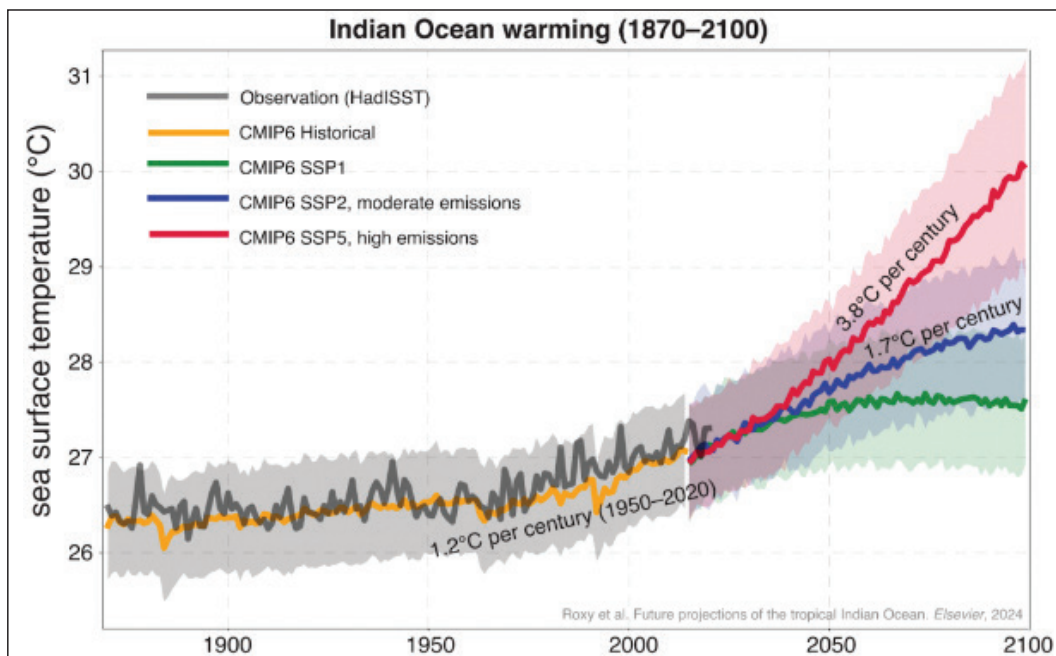 Indian Ocean warming (1870–2100)
sea surface temperature (°C)
31
30
29
28
27
26
Observation (HadISST)
CMIP6 Historical
CMIP6 SSP1
CMIP6 SSP2, moderate emissions
CMIP6 SSP5, high emissions
3.8°C per century
1.7°C per century
1.2°C per century (1950–2020)
Roxy et al. Future projections of the tropical Indian Ocean. Elsevier, 2024
1900
1950
2000
2050
2100